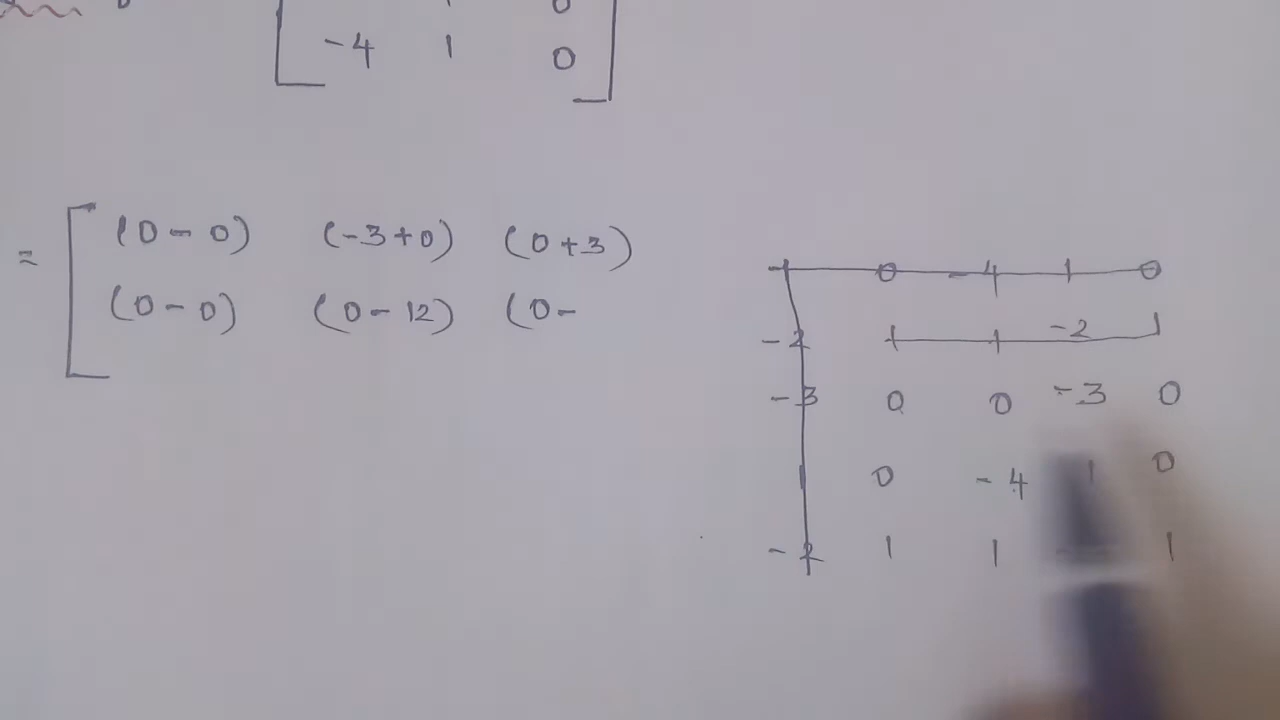 0
-4 1 0
= [ (0 - 0) (-3+0) (0+3)
(0 - 0) (0 - 12) (0 -
1 0 -4 1 0
-2 1 1 -2 1
-3 0 0 -3 0
1 0 -4 1 0
-2 1 1 1